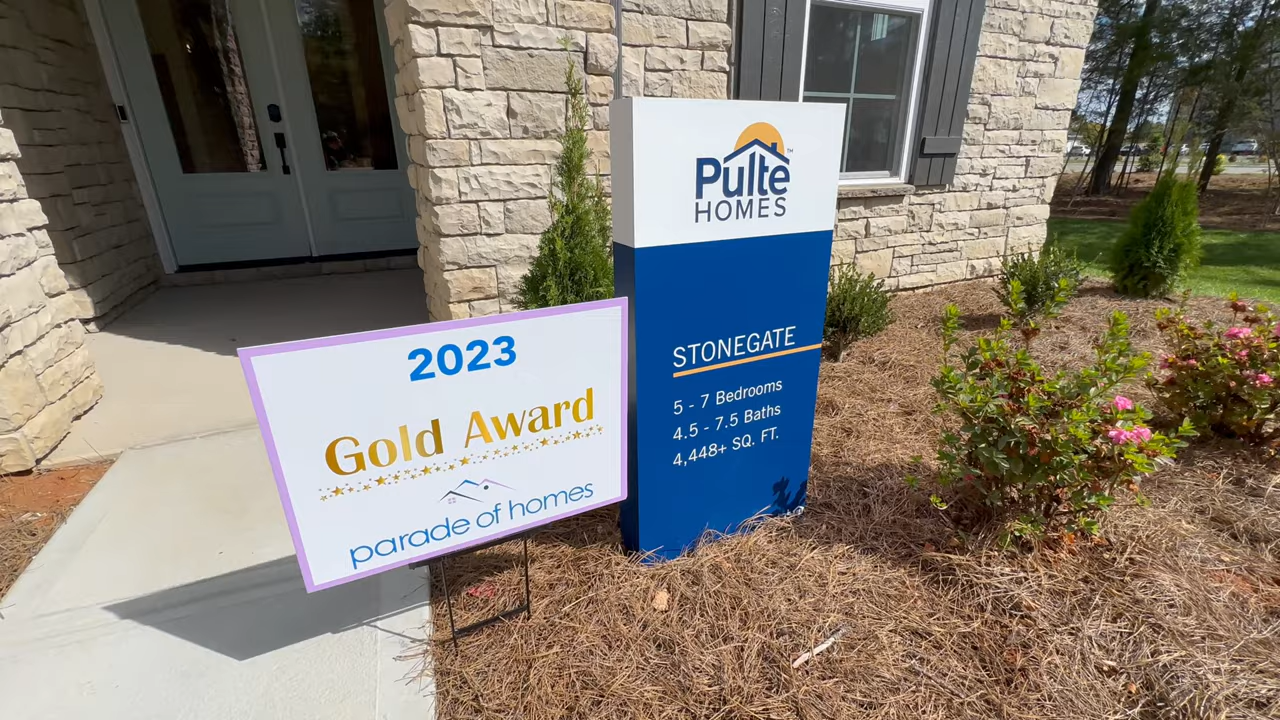 2023
Gold Award
parade of homes
Pulte™
HOMES
STONEGATE
5 - 7 Bedrooms
4.5 - 7.5 Baths
4,448+ SQ. FT.